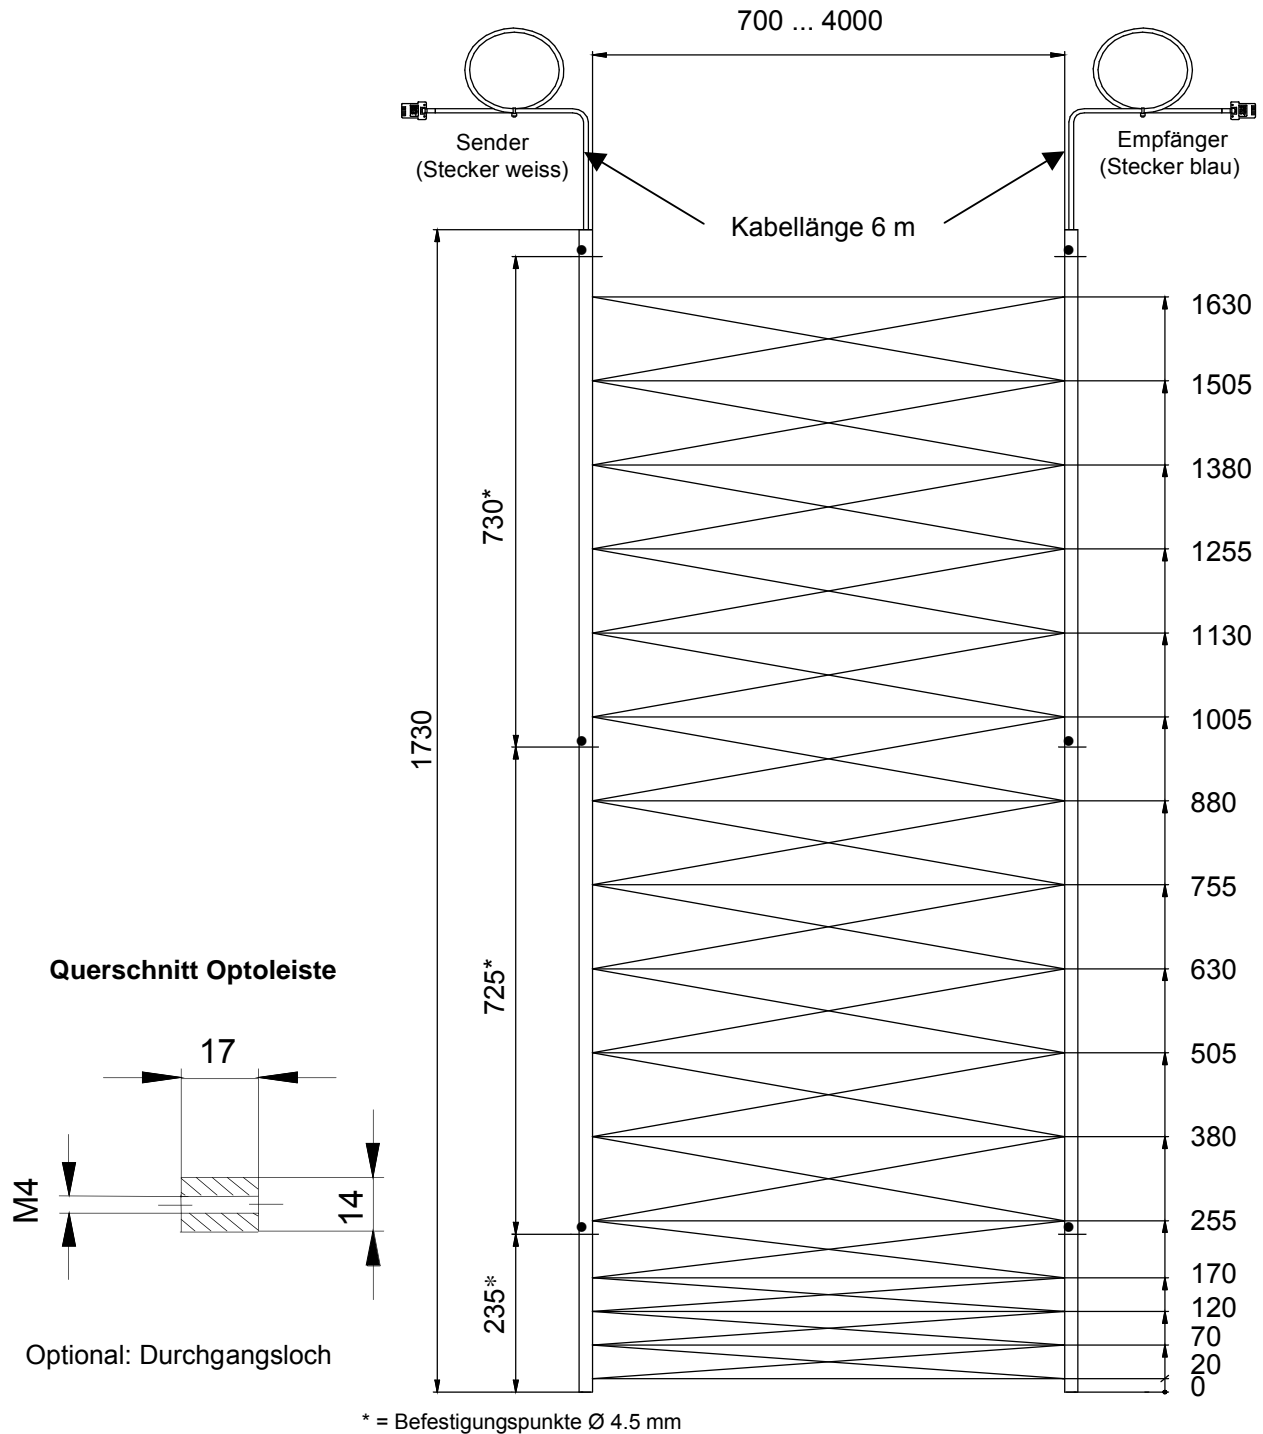 700 ... 4000
Sender
(Stecker weiss)
Empfänger
(Stecker blau)
Kabellänge 6 m
1630
1505
1380
1255
1130
1005
880
755
630
505
380
255
170
120
70
20
0
730*
1730
725*
235*
Querschnitt Optoleiste
17
M4
14
Optional: Durchgangsloch
* = Befestigungspunkte Ø 4.5 mm